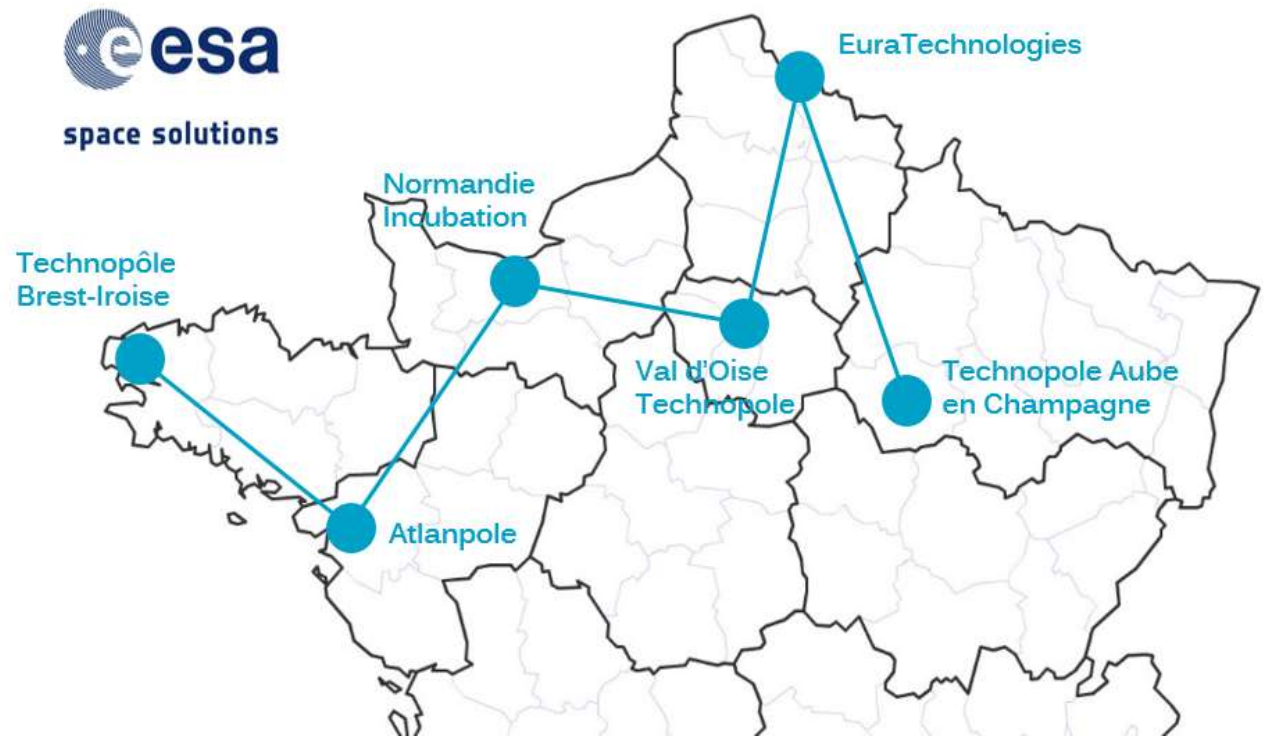 esa
space solutions
EuraTechnologies
Normandie
Incubation
Technopôle
Brest-Iroise
Val d'Oise
Technopole
Technopole Aube
en Champagne
Atlanpole